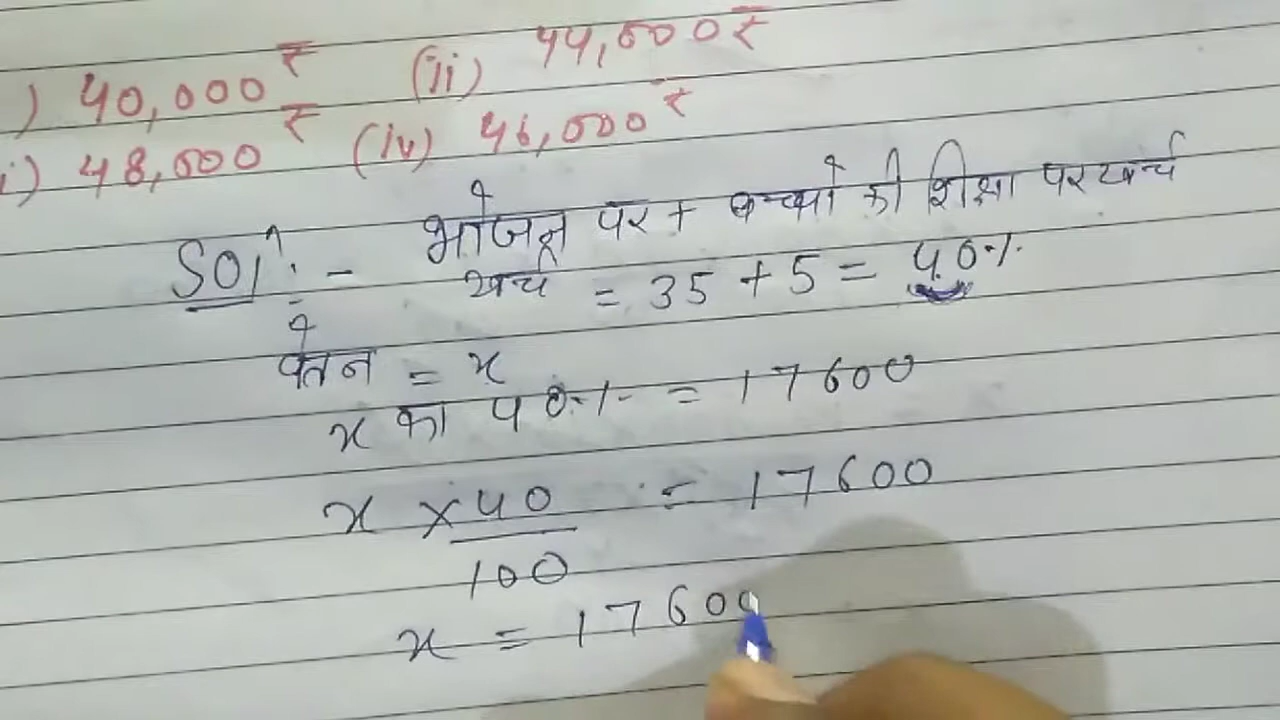 ) 40,000₹ (ii) 44,000₹
i) 48,000₹ (iv) 46,000₹
Solⁿ:- भोजन पर + बच्चों की शिक्षा पर खर्च
खर्च = 35 + 5 = 40%
वेतन = x
x का 40% = 17600
x × 40 = 17600
100
x = 17600